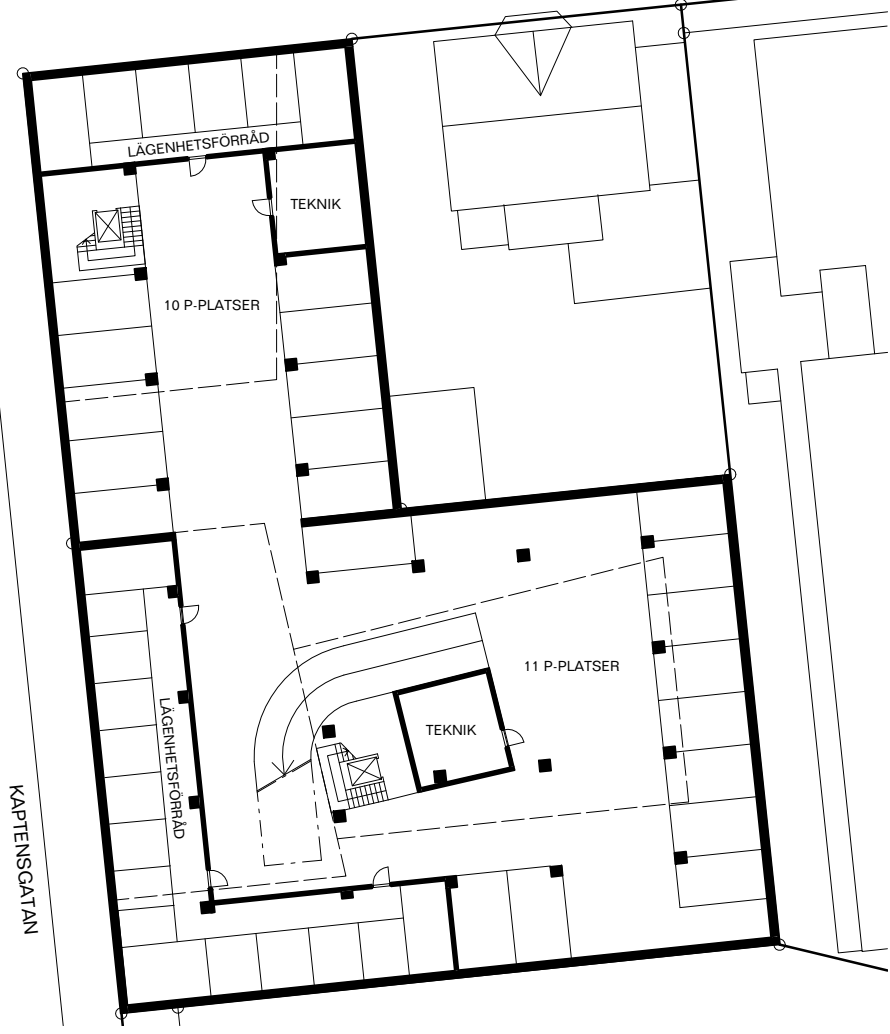 LÄGENHETSFÖRRÅD
TEKNIK
10 P-PLATSER
11 P-PLATSER
TEKNIK
LÄGENHETSFÖRRÅD
KAPTENSGATAN